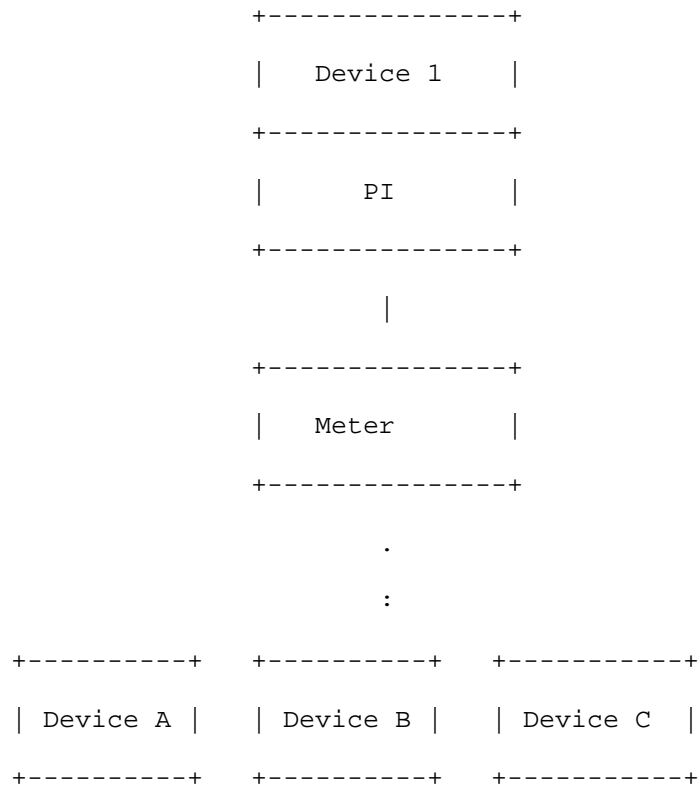 +---------------+
|   Device 1    |
+---------------+
|      PI       |
+---------------+
|
+---------------+
|   Meter       |
+---------------+
.
:
+----------+   +----------+   +-----------+
| Device A |   | Device B |   | Device C  |
+----------+   +----------+   +-----------+